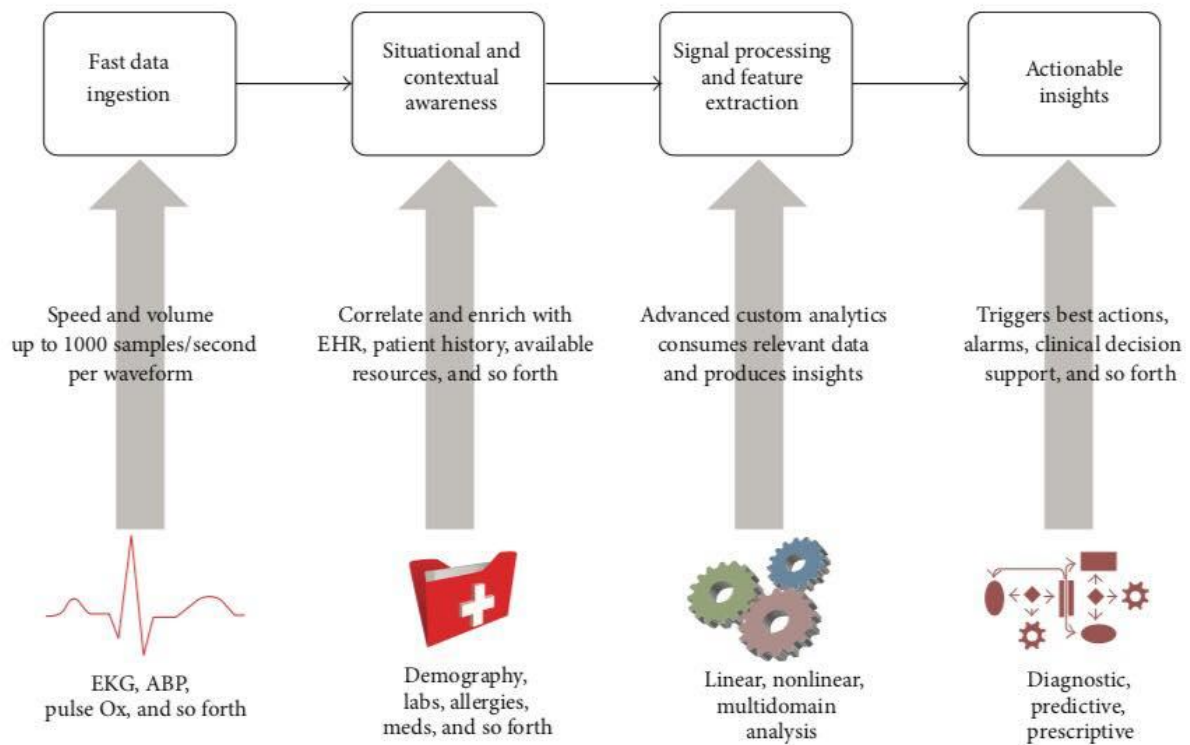 Fast data
ingestion
Situational and
contextual
awareness
Signal processing
and feature
extraction
Actionable
insights
Speed and volume
up to 1000 samples/second
per waveform
Correlate and enrich with
EHR, patient history, available
resources, and so forth
Advanced custom analytics
consumes relevant data
and produces insights
Triggers best actions,
alarms, clinical decision
support, and so forth
EKG, ABP,
pulse Ox, and so forth
Demography,
labs, allergies,
meds, and so forth
Linear, nonlinear,
multidomain
analysis
Diagnostic,
predictive,
prescriptive